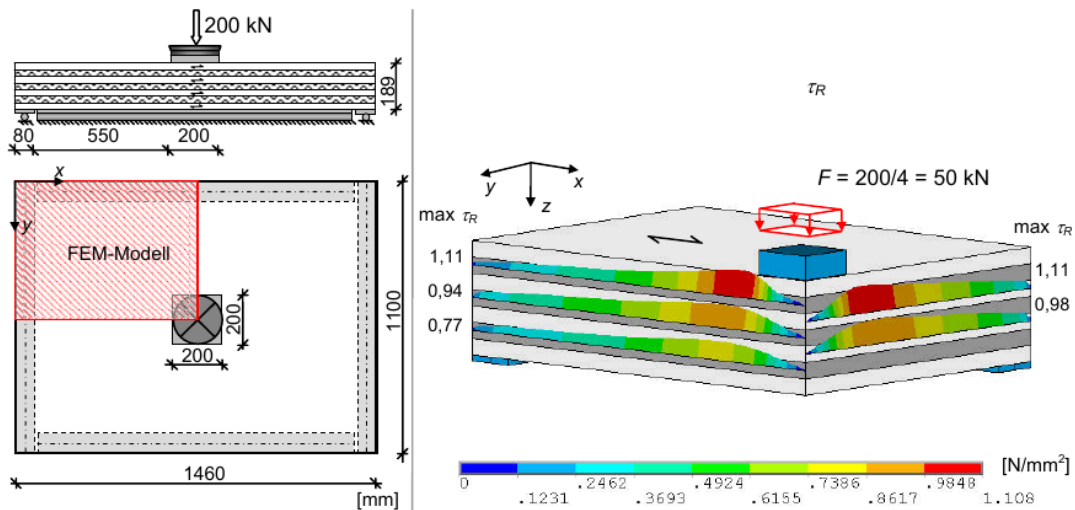 200 kN
189
80
550
200
x
y
FEM-Modell
200
200
1100
1460
[mm]
τR
y
x
z
F = 200/4 = 50 kN
max τR
1,11
0,94
0,77
max τR
1,11
0,98
[N/mm²]
0
.1231
.2462
.3693
.4924
.6155
.7386
.8617
.9848
1.108